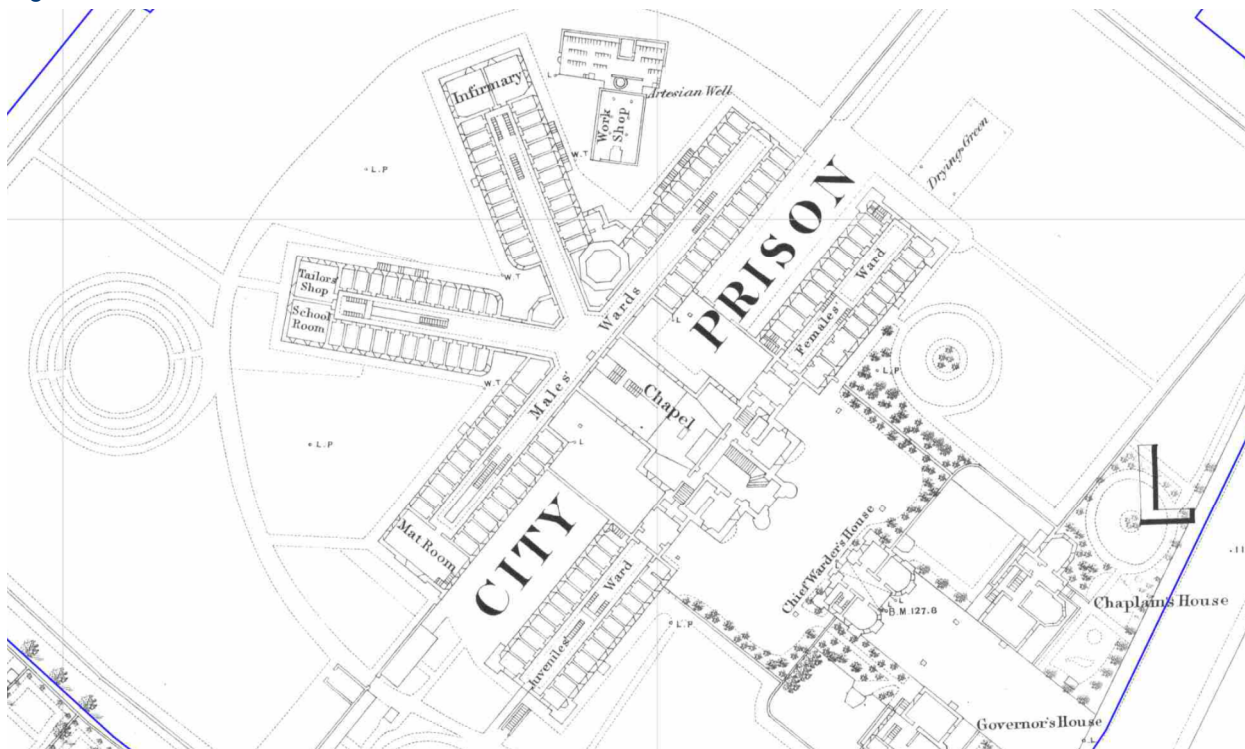 Infirmary
L
Artesian Well
Work
Shop
W.T
L.P
Drying Green
PRISON
Tailors'
Shop
School
Room
W.T
W.T
Males' Wards
L
Females' Ward
L.P
Chapel
L.P
L
Mat Room
CITY
Juveniles' Ward
L.P
Chief Warder's House
L
B.M.127.8
Chaplain's House
Governor's House
L